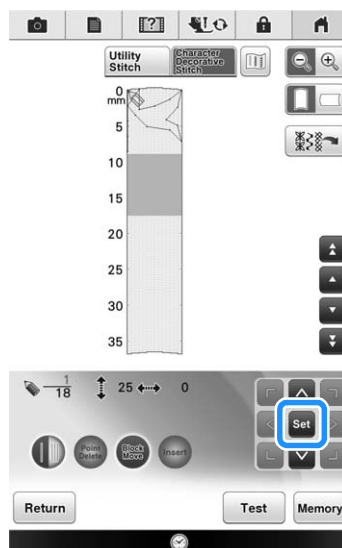 ?
Utility
Stitch
Character
Decorative
Stitch
0
mm
5
10
15
20
25
30
35
1
18
25
0
Set
Point
Delete
Block
Move
Insert
Return
Test
Memory